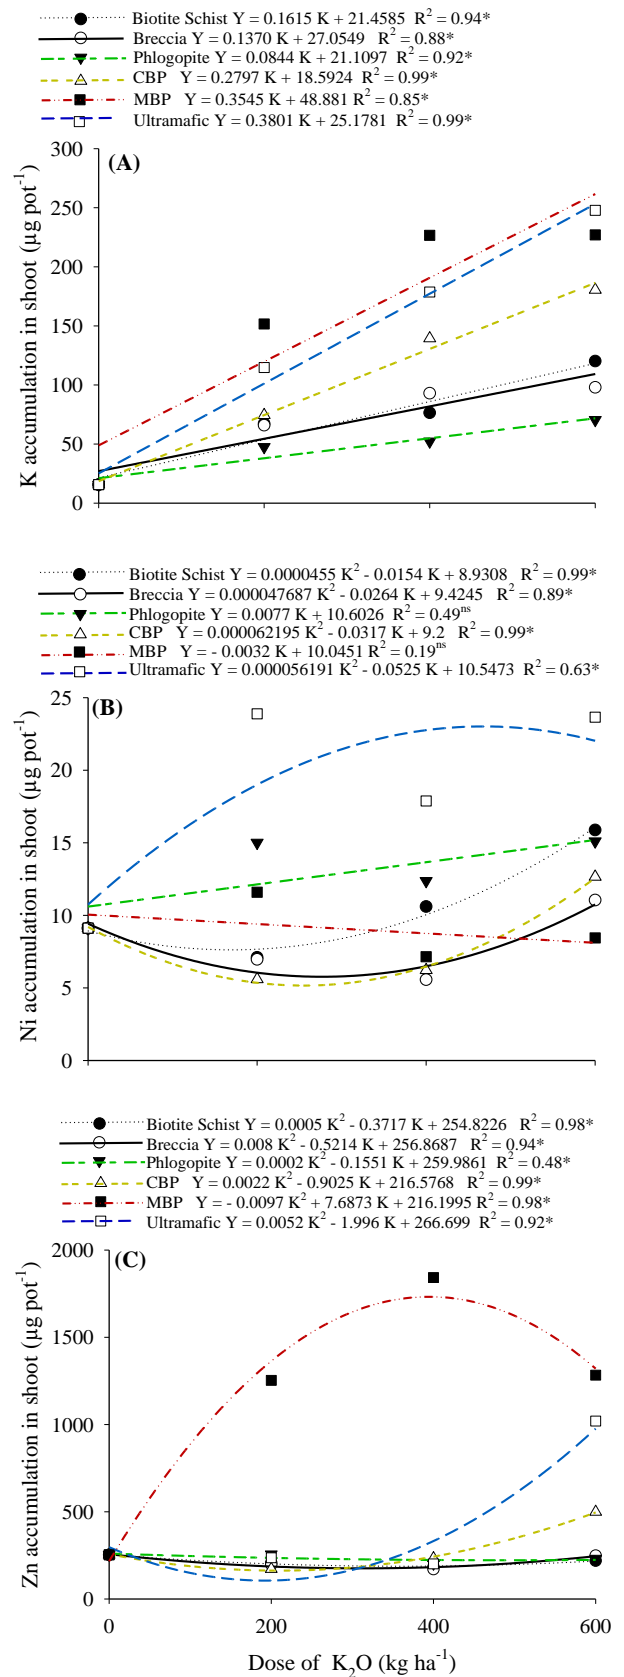 Biotite Schist Y = 0.1615 K + 21.4585 R² = 0.94*
Breccia Y = 0.1370 K + 27.0549 R² = 0.88*
Phlogopite Y = 0.0844 K + 21.1097 R² = 0.92*
CBP Y = 0.2797 K + 18.5924 R² = 0.99*
MBP Y = 0.3545 K + 48.881 R² = 0.85*
Ultramafic Y = 0.3801 K + 25.1781 R² = 0.99*
(A)
K accumulation in shoot (µg pot⁻¹)
300
250
200
150
100
50
0
Biotite Schist Y = 0.0000455 K² - 0.0154 K + 8.9308 R² = 0.99*
Breccia Y = 0.000047687 K² - 0.0264 K + 9.4245 R² = 0.89*
Phlogopite Y = 0.0077 K + 10.6026 R² = 0.49ⁿˢ
CBP Y = 0.000062195 K² - 0.0317 K + 9.2 R² = 0.99*
MBP Y = - 0.0032 K + 10.0451 R² = 0.19ⁿˢ
Ultramafic Y = 0.000056191 K² - 0.0525 K + 10.5473 R² = 0.63*
(B)
Ni accumulation in shoot (µg pot⁻¹)
25
20
15
10
5
0
Biotite Schist Y = 0.0005 K² - 0.3717 K + 254.8226 R² = 0.98*
Breccia Y = 0.008 K² - 0.5214 K + 256.8687 R² = 0.94*
Phlogopite Y = 0.0002 K² - 0.1551 K + 259.9861 R² = 0.48*
CBP Y = 0.0022 K² - 0.9025 K + 216.5768 R² = 0.99*
MBP Y = - 0.0097 K² + 7.6873 K + 216.1995 R² = 0.98*
Ultramafic Y = 0.0052 K² - 1.996 K + 266.699 R² = 0.92*
(C)
Zn accumulation in shoot (µg pot⁻¹)
2000
1500
1000
500
0
0 200 400 600
Dose of K₂O (kg ha⁻¹)